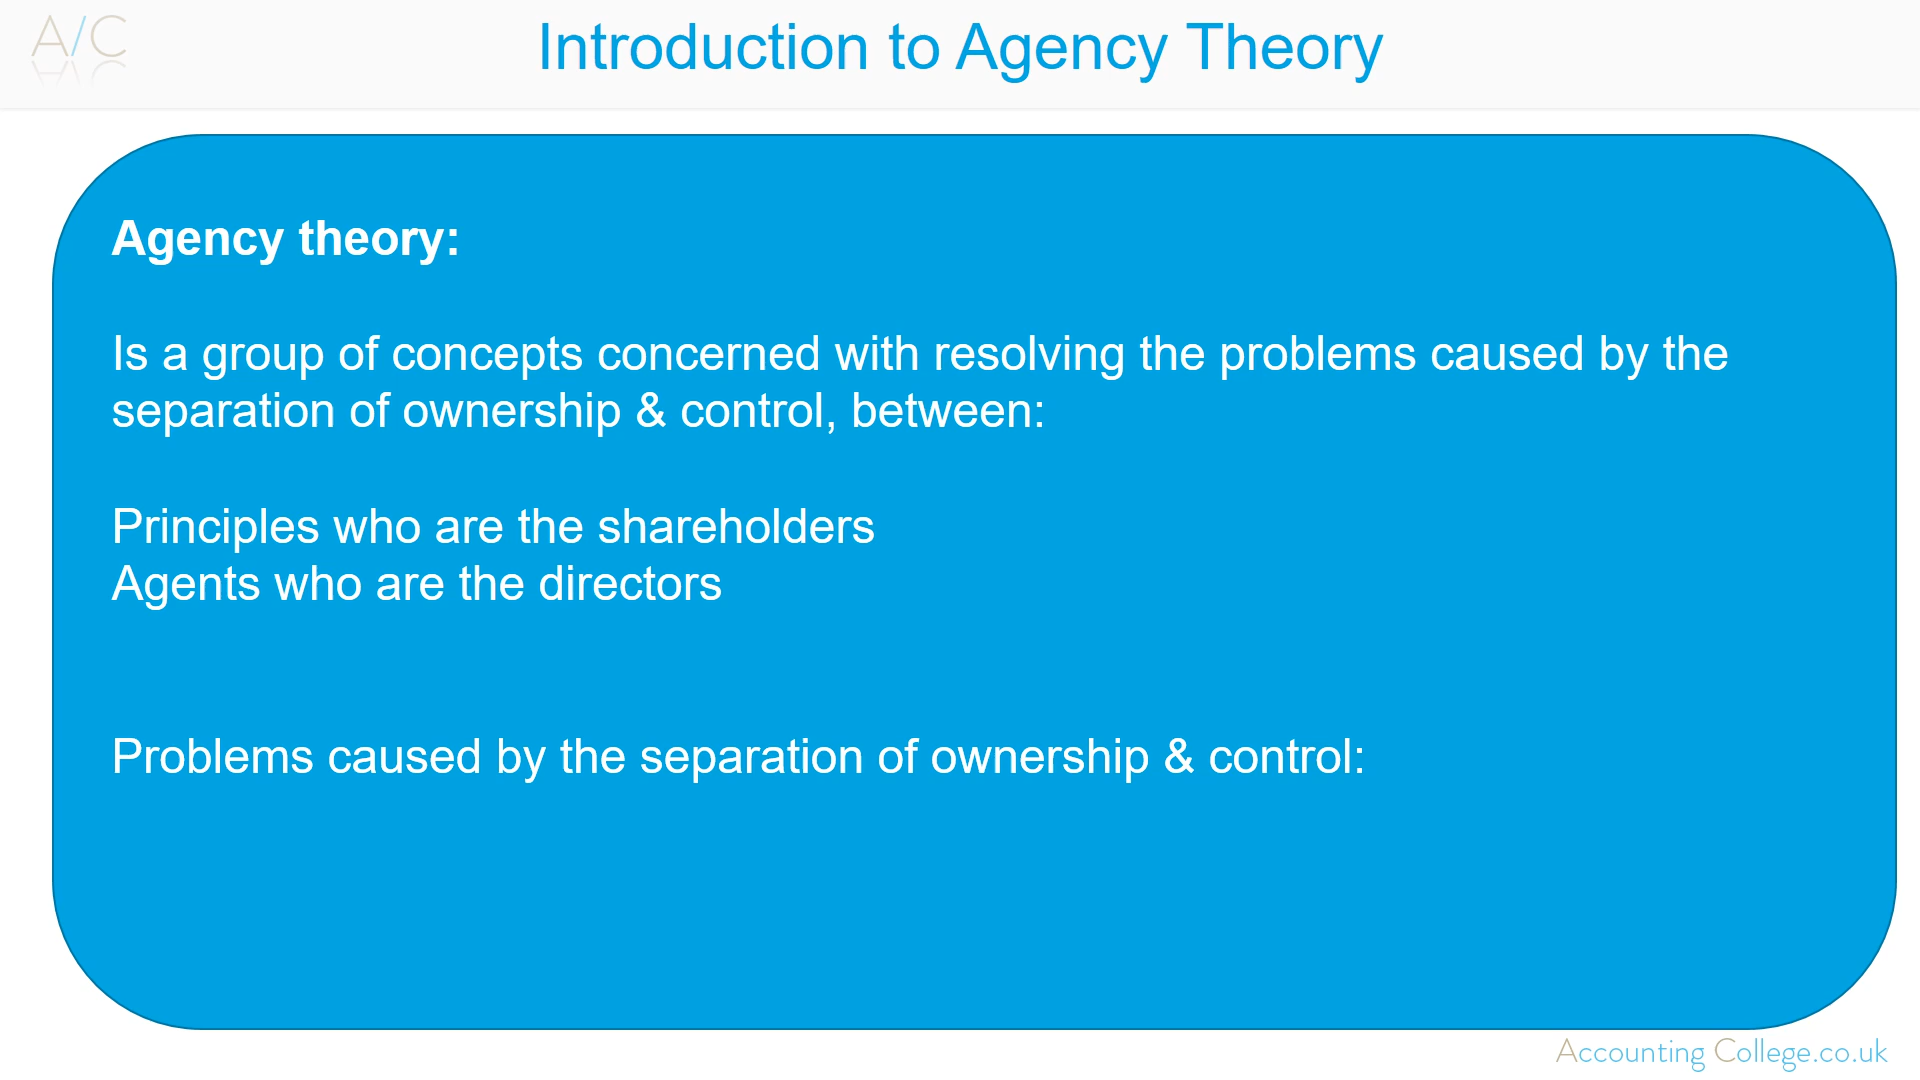 A/C
Introduction to Agency Theory
Agency theory:
Is a group of concepts concerned with resolving the problems caused by the
separation of ownership & control, between:
Principles who are the shareholders
Agents who are the directors
Problems caused by the separation of ownership & control:
Accounting College.co.uk